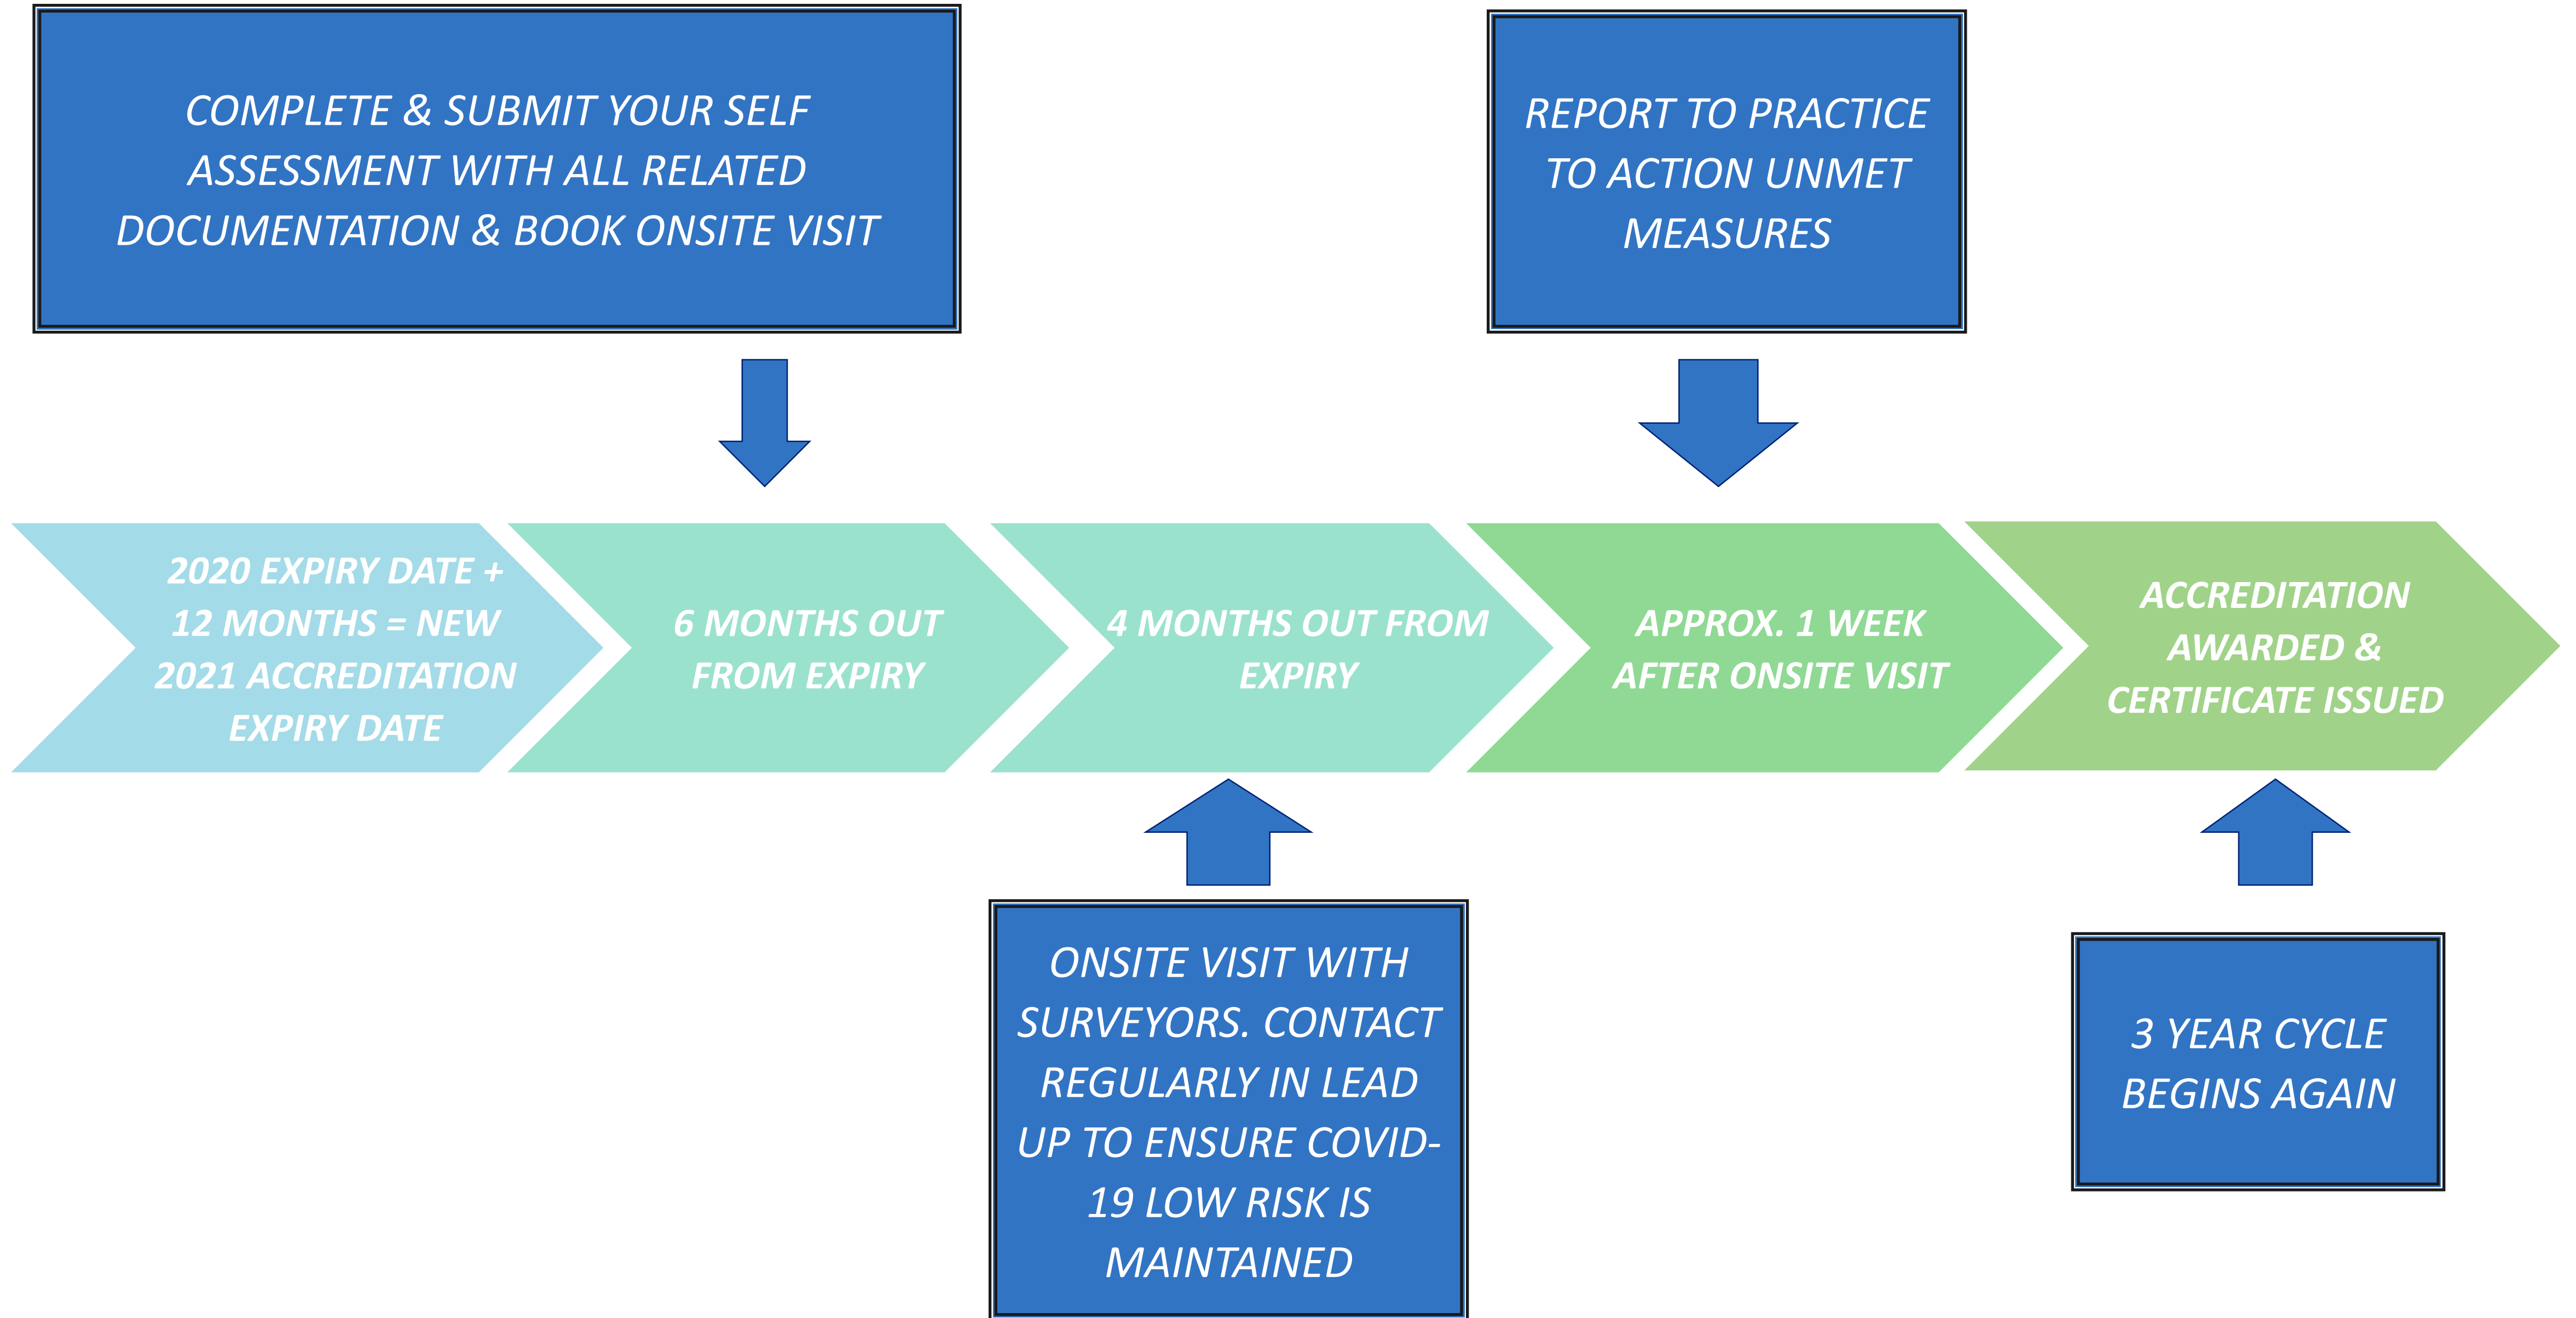 COMPLETE & SUBMIT YOUR SELF
ASSESSMENT WITH ALL RELATED
DOCUMENTATION & BOOK ONSITE VISIT
REPORT TO PRACTICE
TO ACTION UNMET
MEASURES
2020 EXPIRY DATE +
12 MONTHS = NEW
2021 ACCREDITATION
EXPIRY DATE
6 MONTHS OUT
FROM EXPIRY
4 MONTHS OUT FROM
EXPIRY
APPROX. 1 WEEK
AFTER ONSITE VISIT
ACCREDITATION
AWARDED &
CERTIFICATE ISSUED
ONSITE VISIT WITH
SURVEYORS. CONTACT
REGULARLY IN LEAD
UP TO ENSURE COVID-
19 LOW RISK IS
MAINTAINED
3 YEAR CYCLE
BEGINS AGAIN